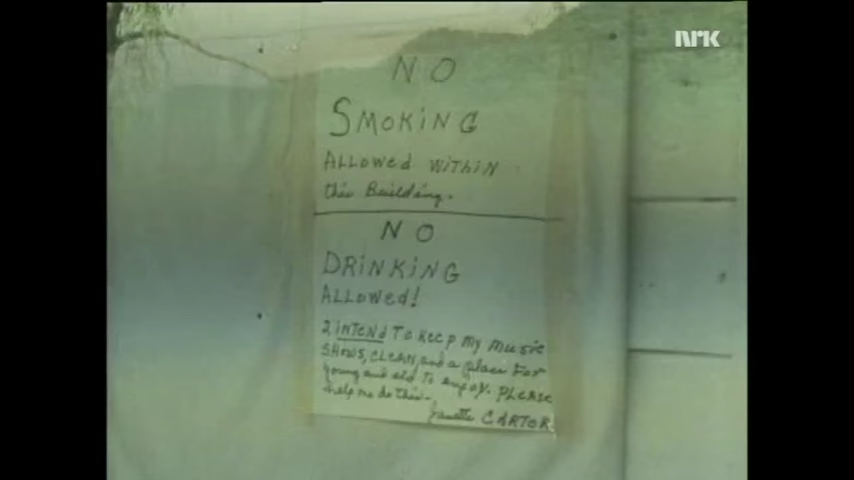 nrk
NO
SMOKING
ALLOWED WITHIN
this Building.
NO
DRINKING
ALLOWED!
I INTEND TO KEEP MY MUSIC
SHOWS, CLEAN, and a place FOR
young and old To enjoy. PLEASE
help me do this.
Janette CARTER